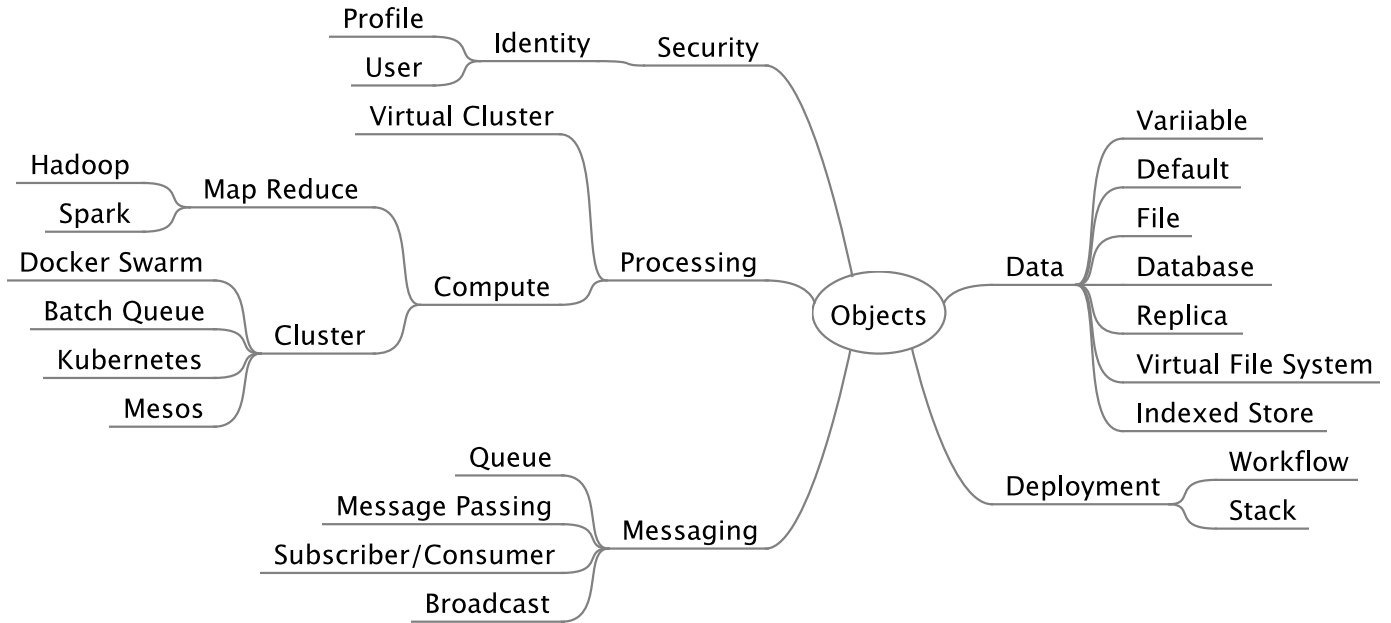 Profile
User
Identity
Security
Virtual Cluster
Hadoop
Spark
Map Reduce
Docker Swarm
Batch Queue
Kubernetes
Mesos
Cluster
Compute
Processing
Queue
Message Passing
Subscriber/Consumer
Broadcast
Messaging
Objects
Data
Variiable
Default
File
Database
Replica
Virtual File System
Indexed Store
Deployment
Workflow
Stack